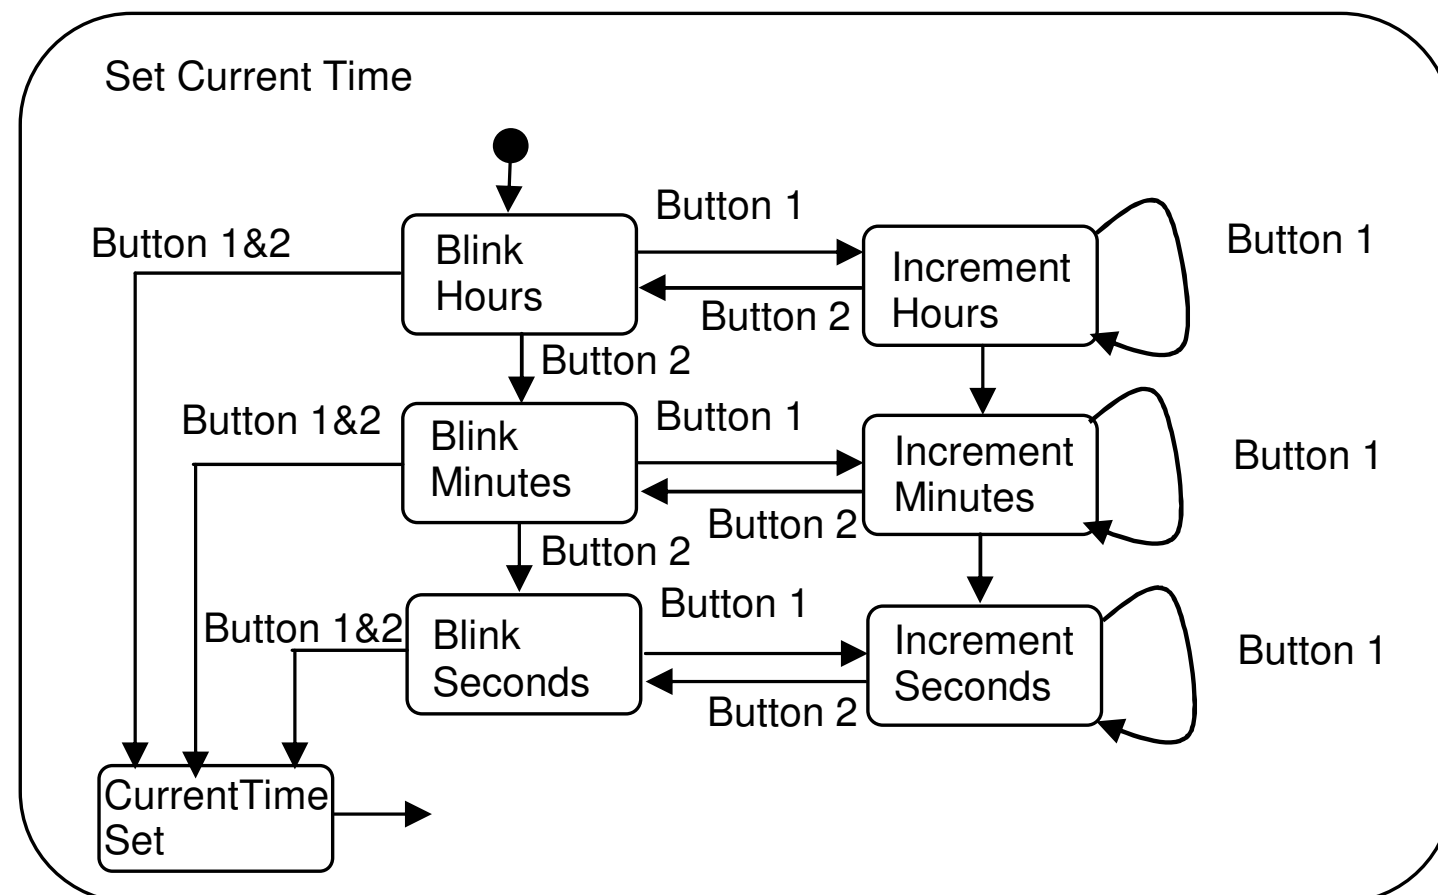 Set Current Time
Button 1
Button 1&2
Blink
Hours
Increment
Hours
Button 1
Button 2
Button 2
Button 1&2
Blink
Minutes
Button 1
Increment
Minutes
Button 1
Button 2
Button 2
Button 1&2
Blink
Seconds
Button 1
Increment
Seconds
Button 1
Button 2
CurrentTime
Set